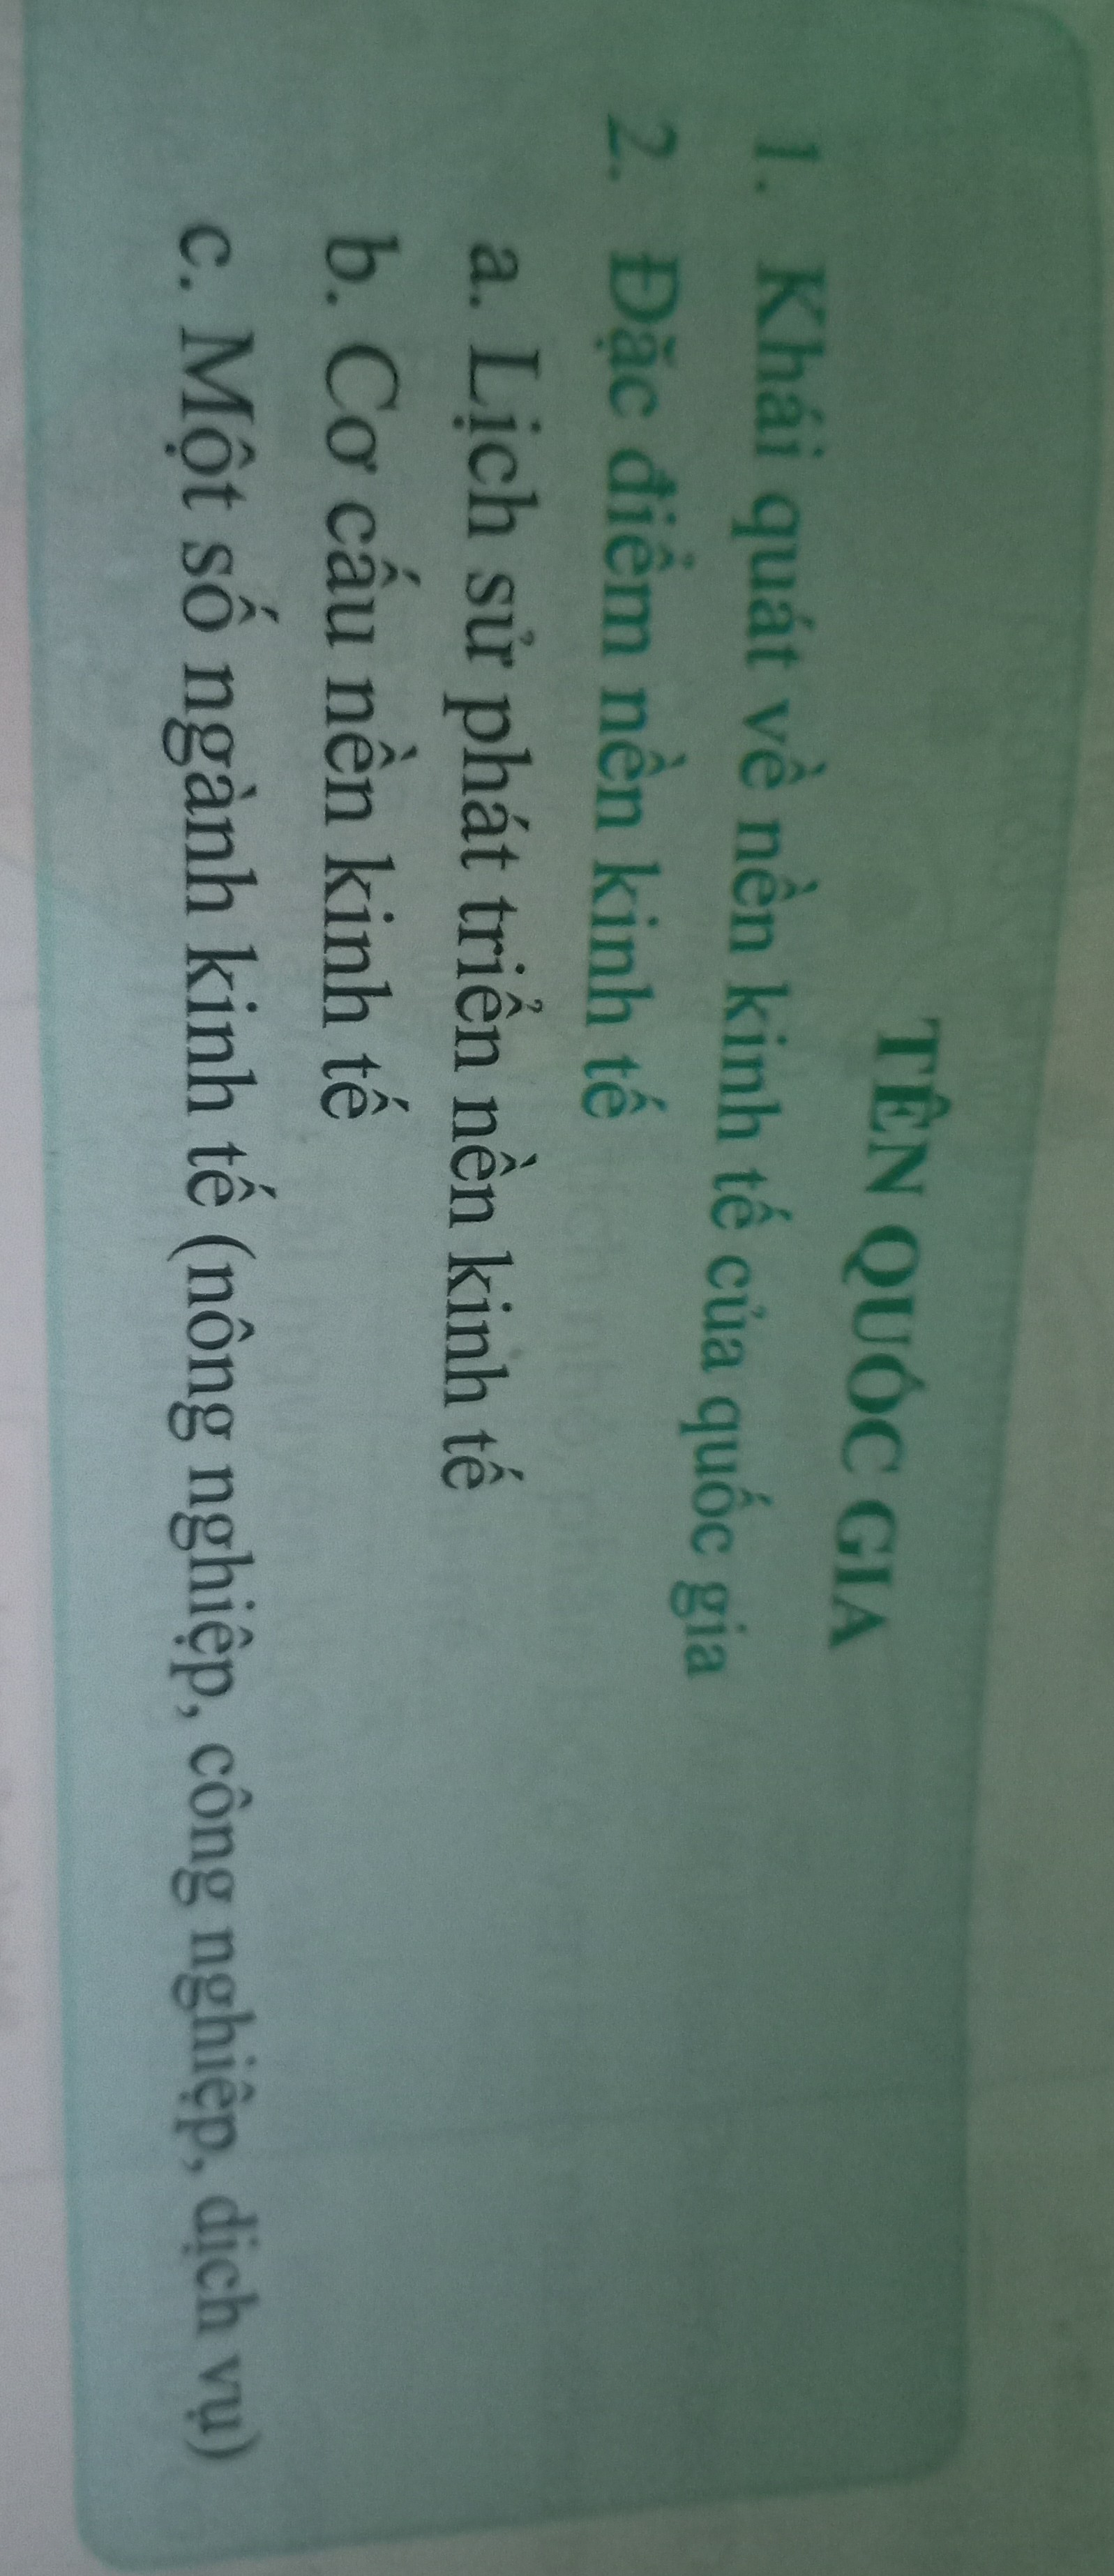 TÊN QUỐC GIA
1. Khái quát về nền kinh tế của quốc gia
2. Đặc điểm nền kinh tế
a. Lịch sử phát triển nền kinh tế
b. Cơ cấu nền kinh tế
c. Một số ngành kinh tế (nông nghiệp, công nghiệp, dịch vụ)